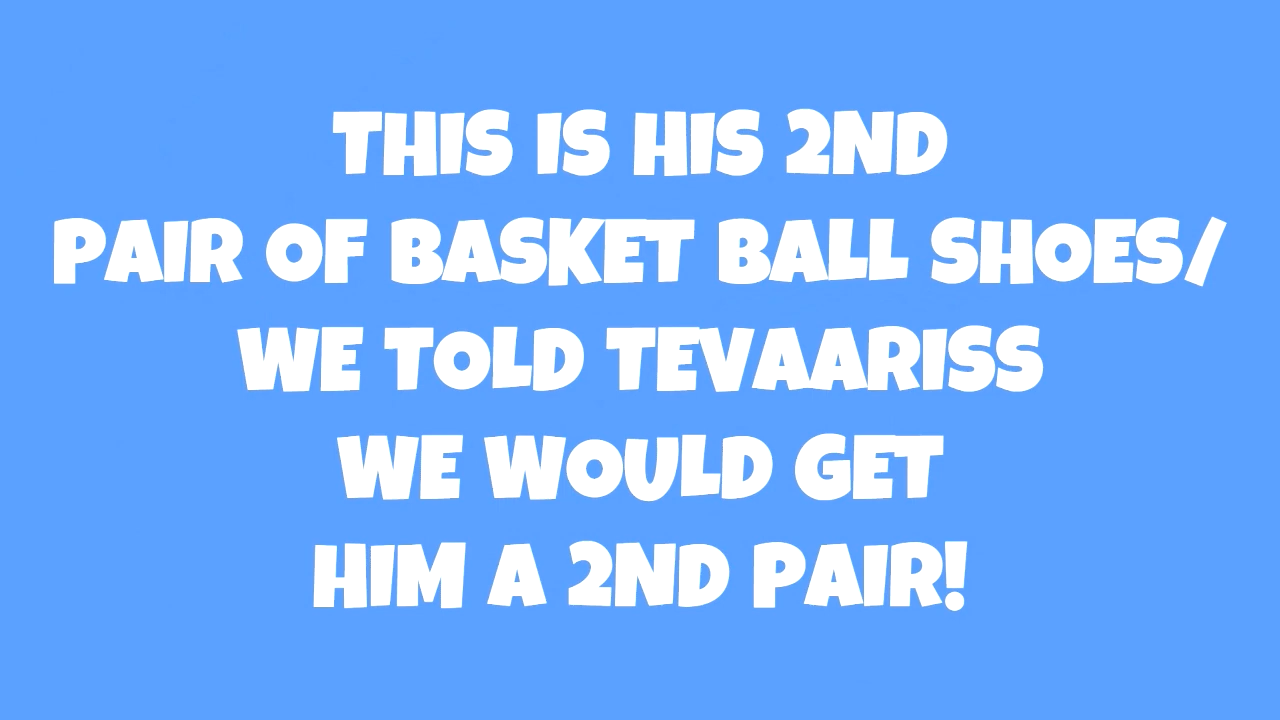 THIS IS HIS 2ND
PAIR OF BASKET BALL SHOES/
WE TOLD TEVAARISS
WE WOULD GET
HIM A 2ND PAIR!